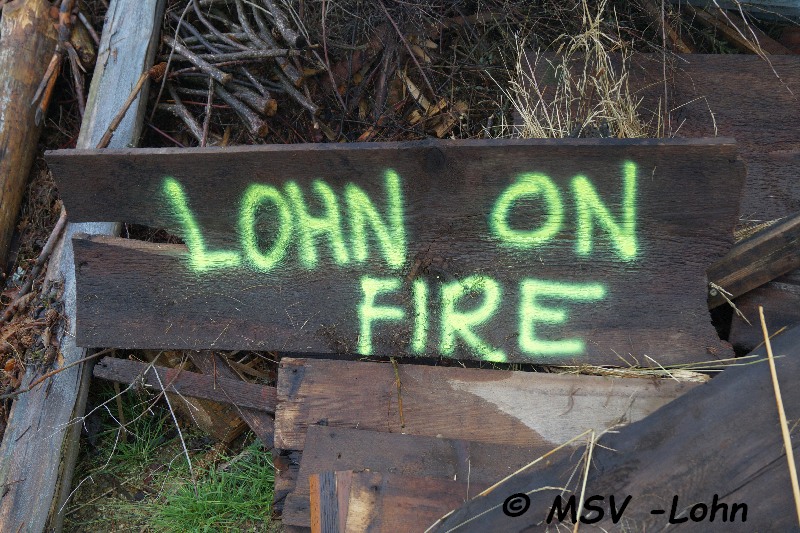 LOHN ON
FIRE
© MSV -Lohn